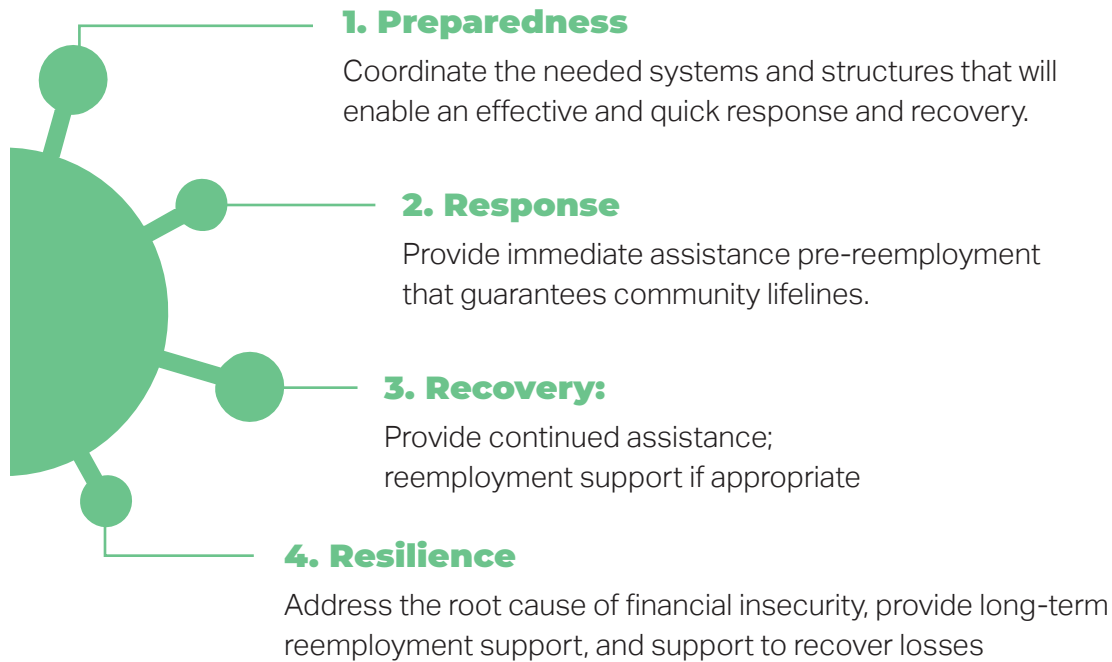 1. Preparedness
Coordinate the needed systems and structures that will
enable an effective and quick response and recovery.
2. Response
Provide immediate assistance pre-reemployment
that guarantees community lifelines.
3. Recovery:
Provide continued assistance;
reemployment support if appropriate
4. Resilience
Address the root cause of financial insecurity, provide long-term
reemployment support, and support to recover losses